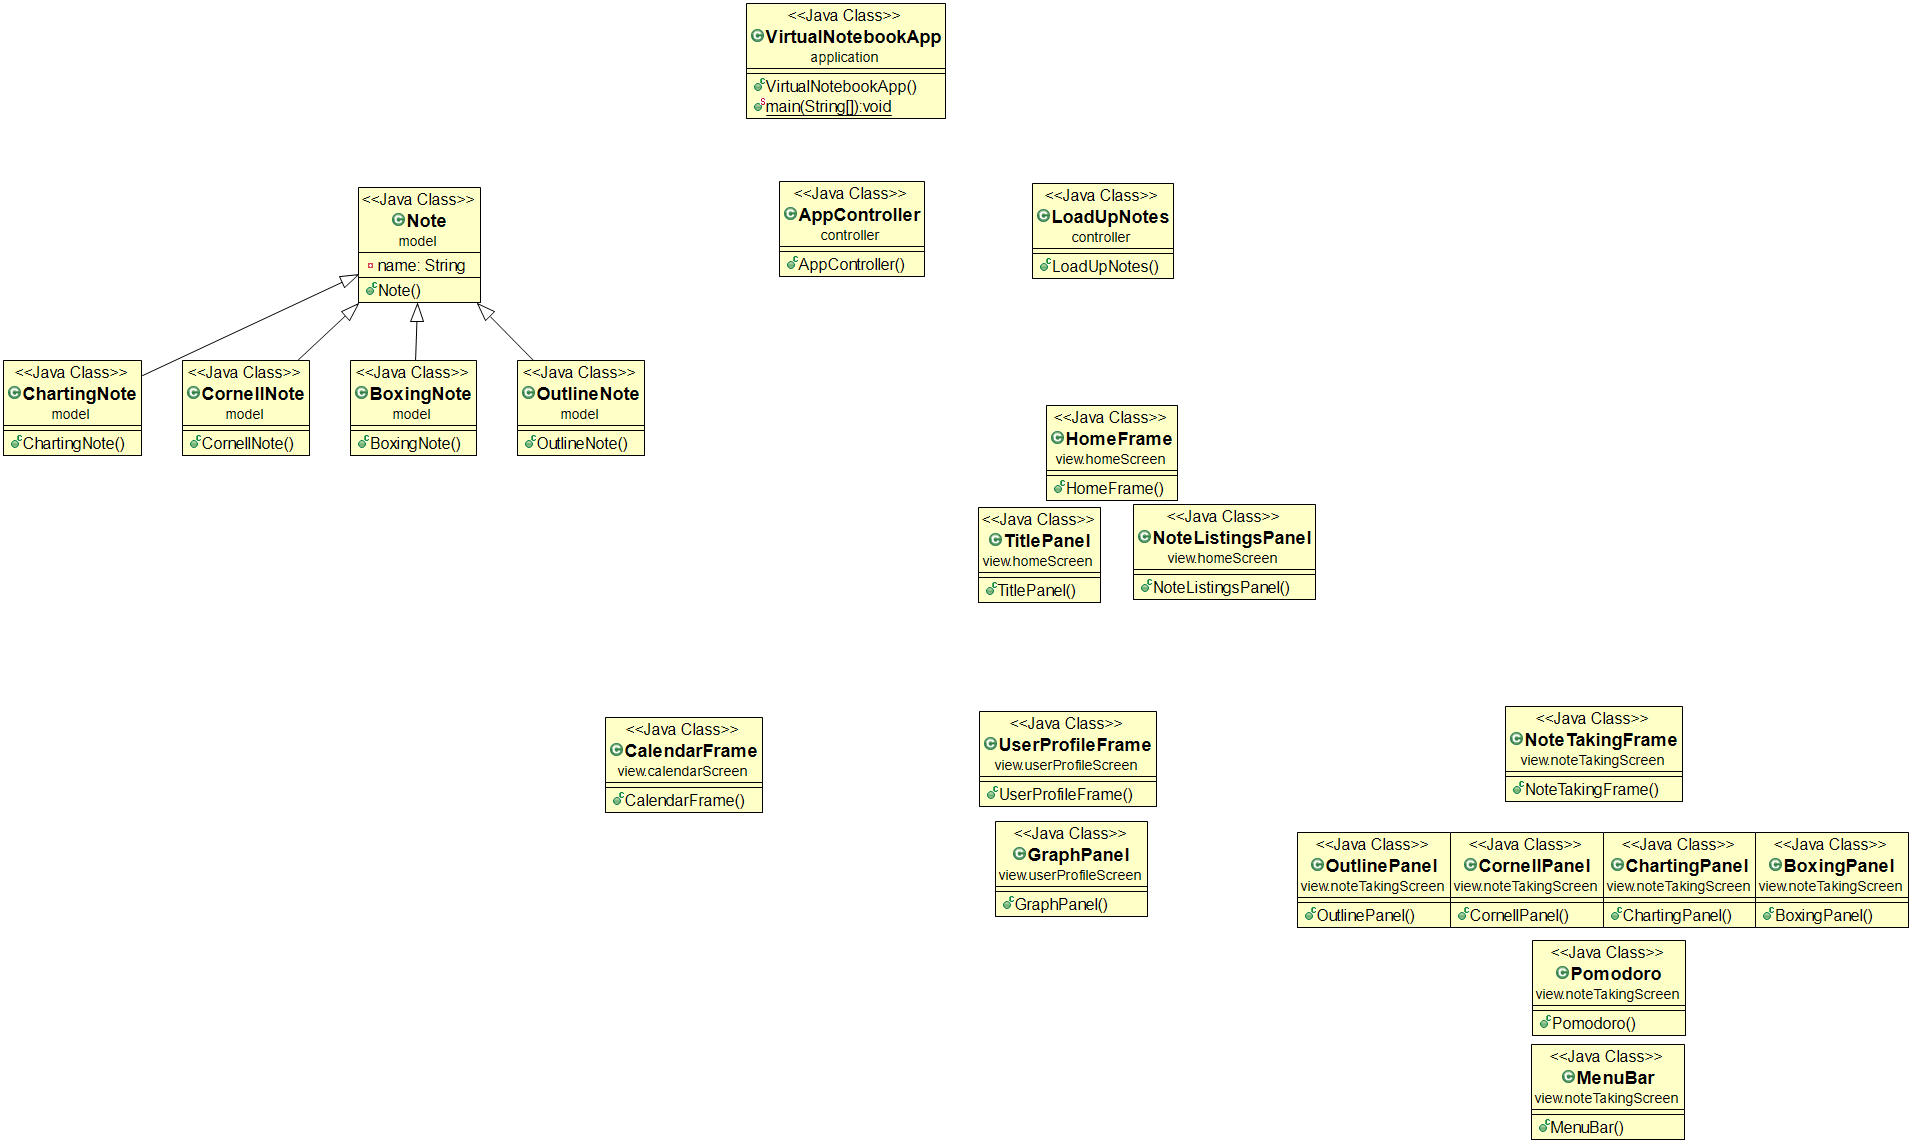 <<Java Class>>
VirtualNotebookApp
application
VirtualNotebookApp()
main(String[]):void
<<Java Class>>
Note
model
name: String
Note()
<<Java Class>>
AppController
controller
AppController()
<<Java Class>>
LoadUpNotes
controller
LoadUpNotes()
<<Java Class>>
ChartingNote
model
ChartingNote()
<<Java Class>>
CornellNote
model
CornellNote()
<<Java Class>>
BoxingNote
model
BoxingNote()
<<Java Class>>
OutlineNote
model
OutlineNote()
<<Java Class>>
HomeFrame
view.homeScreen
HomeFrame()
<<Java Class>>
TitlePanel
view.homeScreen
TitlePanel()
<<Java Class>>
NoteListingsPanel
view.homeScreen
NoteListingsPanel()
<<Java Class>>
CalendarFrame
view.calendarScreen
CalendarFrame()
<<Java Class>>
UserProfileFrame
view.userProfileScreen
UserProfileFrame()
<<Java Class>>
GraphPanel
view.userProfileScreen
GraphPanel()
<<Java Class>>
NoteTakingFrame
view.noteTakingScreen
NoteTakingFrame()
<<Java Class>>
OutlinePanel
view.noteTakingScreen
OutlinePanel()
<<Java Class>>
CornellPanel
view.noteTakingScreen
CornellPanel()
<<Java Class>>
ChartingPanel
view.noteTakingScreen
ChartingPanel()
<<Java Class>>
BoxingPanel
view.noteTakingScreen
BoxingPanel()
<<Java Class>>
Pomodoro
view.noteTakingScreen
Pomodoro()
<<Java Class>>
MenuBar
view.noteTakingScreen
MenuBar()